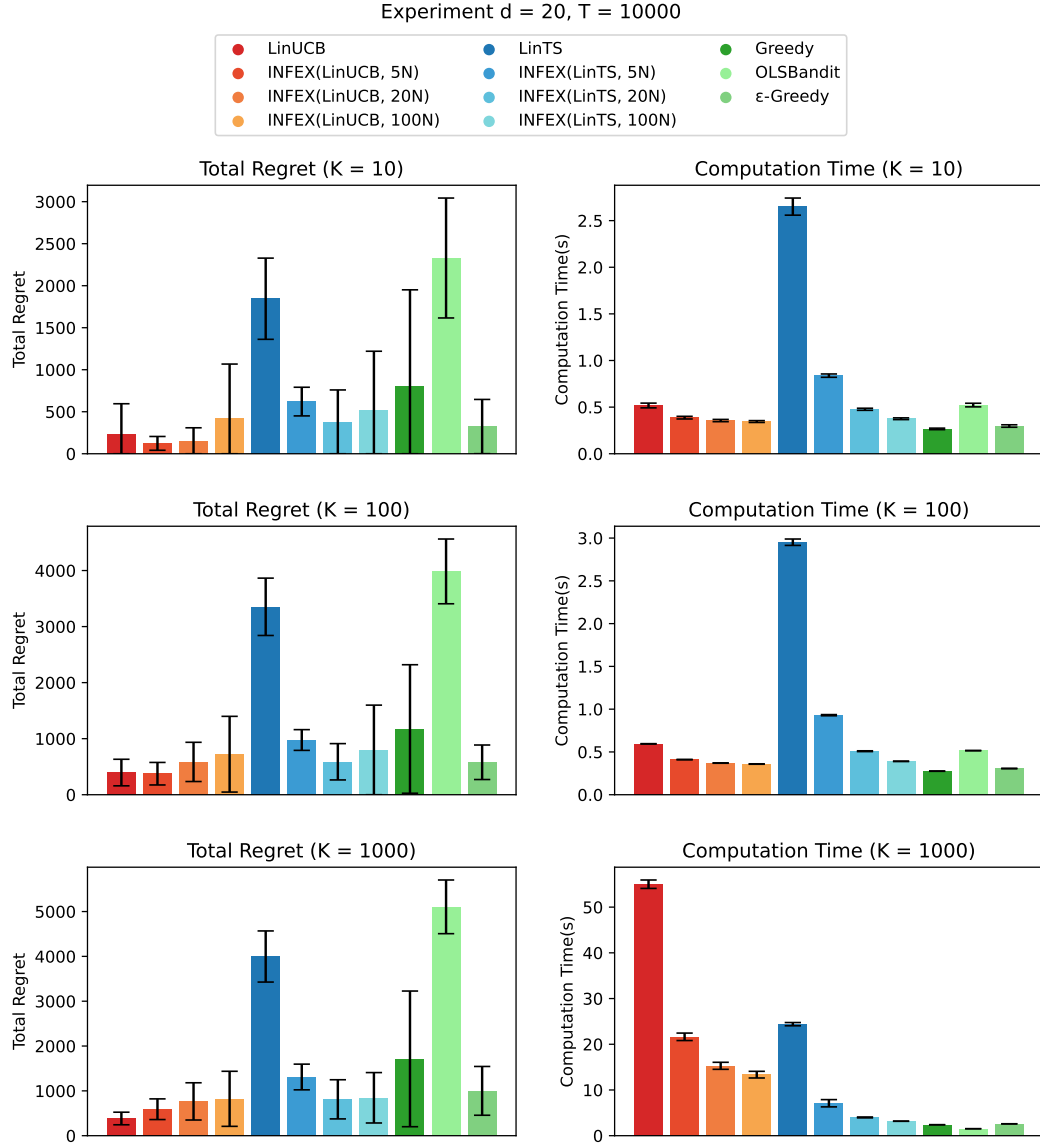 Experiment d = 20, T = 10000
LinUCB
INFEX(LinUCB, 5N)
INFEX(LinUCB, 20N)
INFEX(LinUCB, 100N)
LinTS
INFEX(LinTS, 5N)
INFEX(LinTS, 20N)
INFEX(LinTS, 100N)
Greedy
OLSBandit
ε-Greedy
Total Regret (K = 10)
Total Regret
3000
2500
2000
1500
1000
500
0
Computation Time (K = 10)
Computation Time(s)
2.5
2.0
1.5
1.0
0.5
0.0
Total Regret (K = 100)
Total Regret
4000
3000
2000
1000
0
Computation Time (K = 100)
Computation Time(s)
3.0
2.5
2.0
1.5
1.0
0.5
0.0
Total Regret (K = 1000)
Total Regret
5000
4000
3000
2000
1000
0
Computation Time (K = 1000)
Computation Time(s)
50
40
30
20
10
0